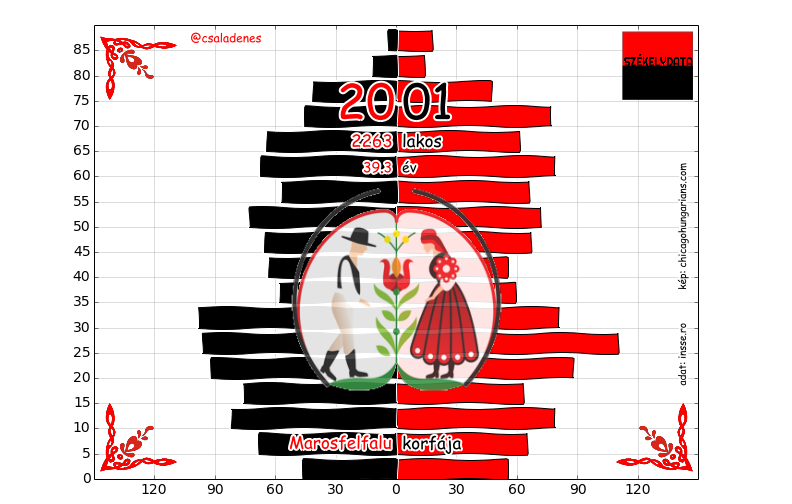 @csaladenes
SZÉKELYDATA
2001
2263 lakos
39.3 év
kép: chicagohungarians.com
adat: insse.ro
Marosfelfalu korfája
85
80
75
70
65
60
55
50
45
40
35
30
25
20
15
10
5
0
120 90 60 30 0 30 60 90 120